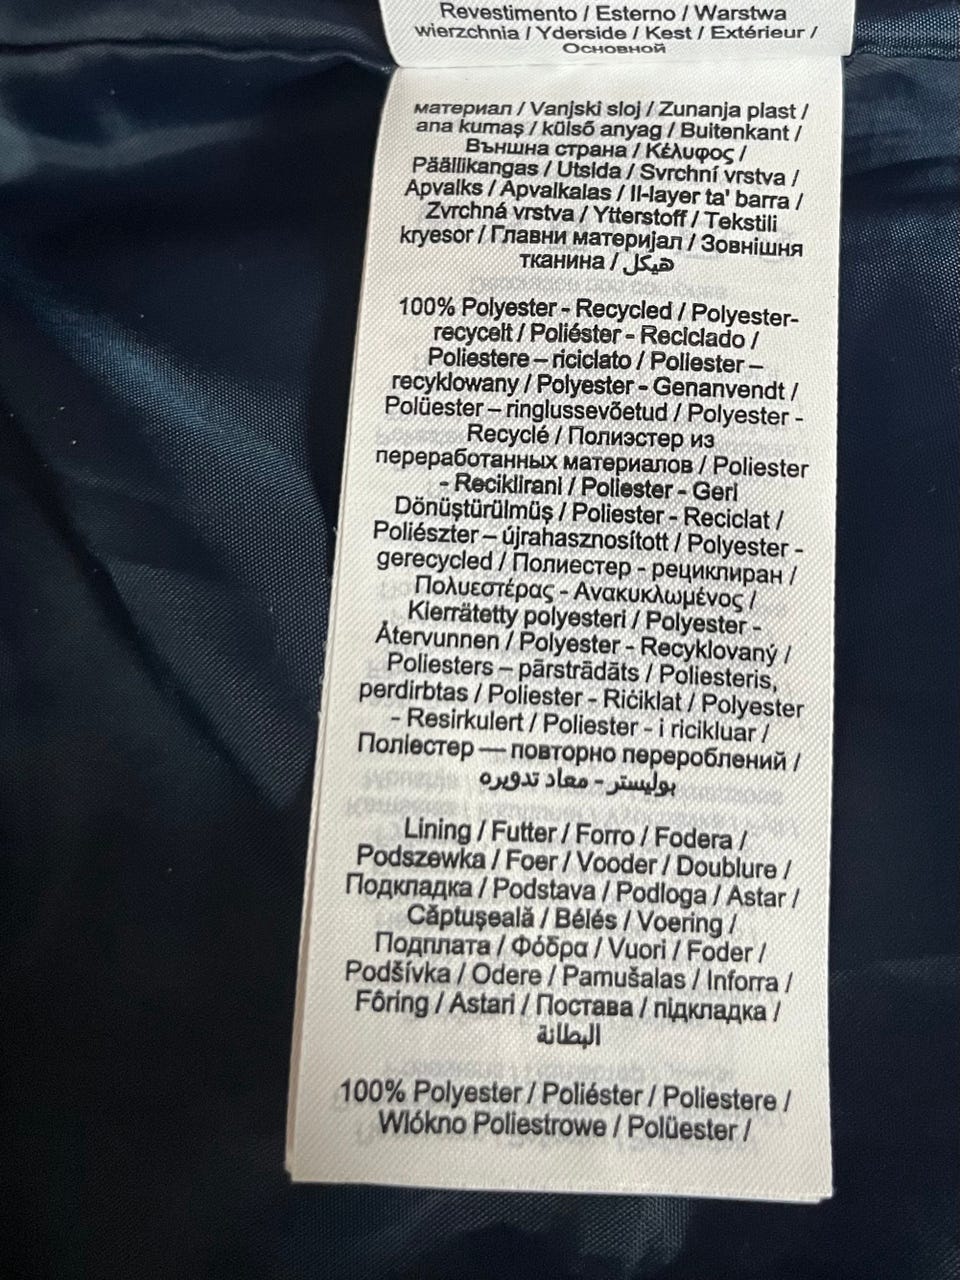 Revestimento / Esterno / Warstwa
wierzchnia / Yderside / Kest / Extérieur /
Основной
материал / Vanjski sloj / Zunanja plast /
ana kumaş / külső anyag / Buitenkant /
Външна страна / Κέλυφος /
Päällikangas / Utsida / Svrchní vrstva /
Apvalks / Apvalkalas / Il-layer ta' barra /
Zvrchná vrstva / Ytterstoff / Tekstili
kryesor / Главни материјал / Зовнішня
тканина / هيكل
100% Polyester - Recycled / Polyester-
recycelt / Poliéster - Reciclado /
Poliestere – riciclato / Poliester –
recyklowany / Polyester - Genanvendt /
Polüester – ringlussevõetud / Polyester -
Recyclé / Полиэстер из
переработанных материалов / Poliester
- Reciklirani / Poliester - Geri
Dönüştürülmüş / Poliester - Reciclat /
Poliészter – újrahasznosított / Polyester -
gerecycled / Полиестер - рециклиран /
Πολυεστέρας - Ανακυκλωμένος /
Kierrätetty polyesteri / Polyester -
Återvunnen / Polyester - Recyklovaný /
Poliesters – pārstrādāts / Poliesteris,
perdirbtas / Poliester - Riċiklat / Polyester
- Resirkulert / Poliester - i ricikluar /
Поліестер — повторно перероблений /
بوليستر - معاد تدويره
Lining / Futter / Forro / Fodera /
Podszewka / Foer / Vooder / Doublure /
Подкладка / Podstava / Podloga / Astar /
Căptuşeală / Bélés / Voering /
Подплата / Φόδρα / Vuori / Foder /
Podšívka / Odere / Pamušalas / Inforra /
Fôring / Astari / Постава / підкладка /
البطانة
100% Polyester / Poliéster / Poliestere /
Wlókno Poliestrowe / Polüester /